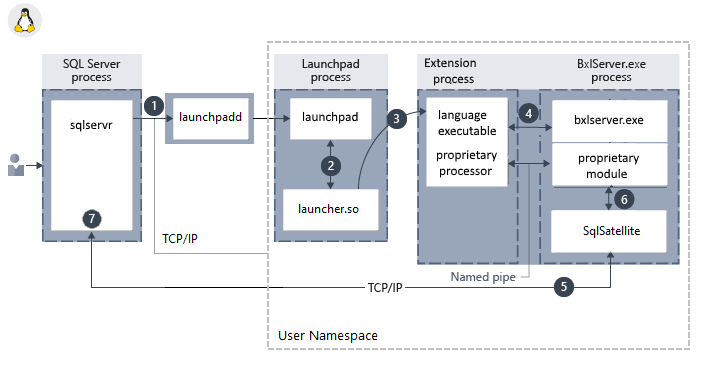 SQL Server
process
Launchpad
process
Extension
process
BxlServer.exe
process
1
sqlservr
launchpadd
launchpad
3
language
executable
4
bxlserver.exe
2
proprietary
processor
proprietary
module
launcher.so
6
7
SqlSatellite
TCP/IP
Named pipe
TCP/IP
5
User Namespace